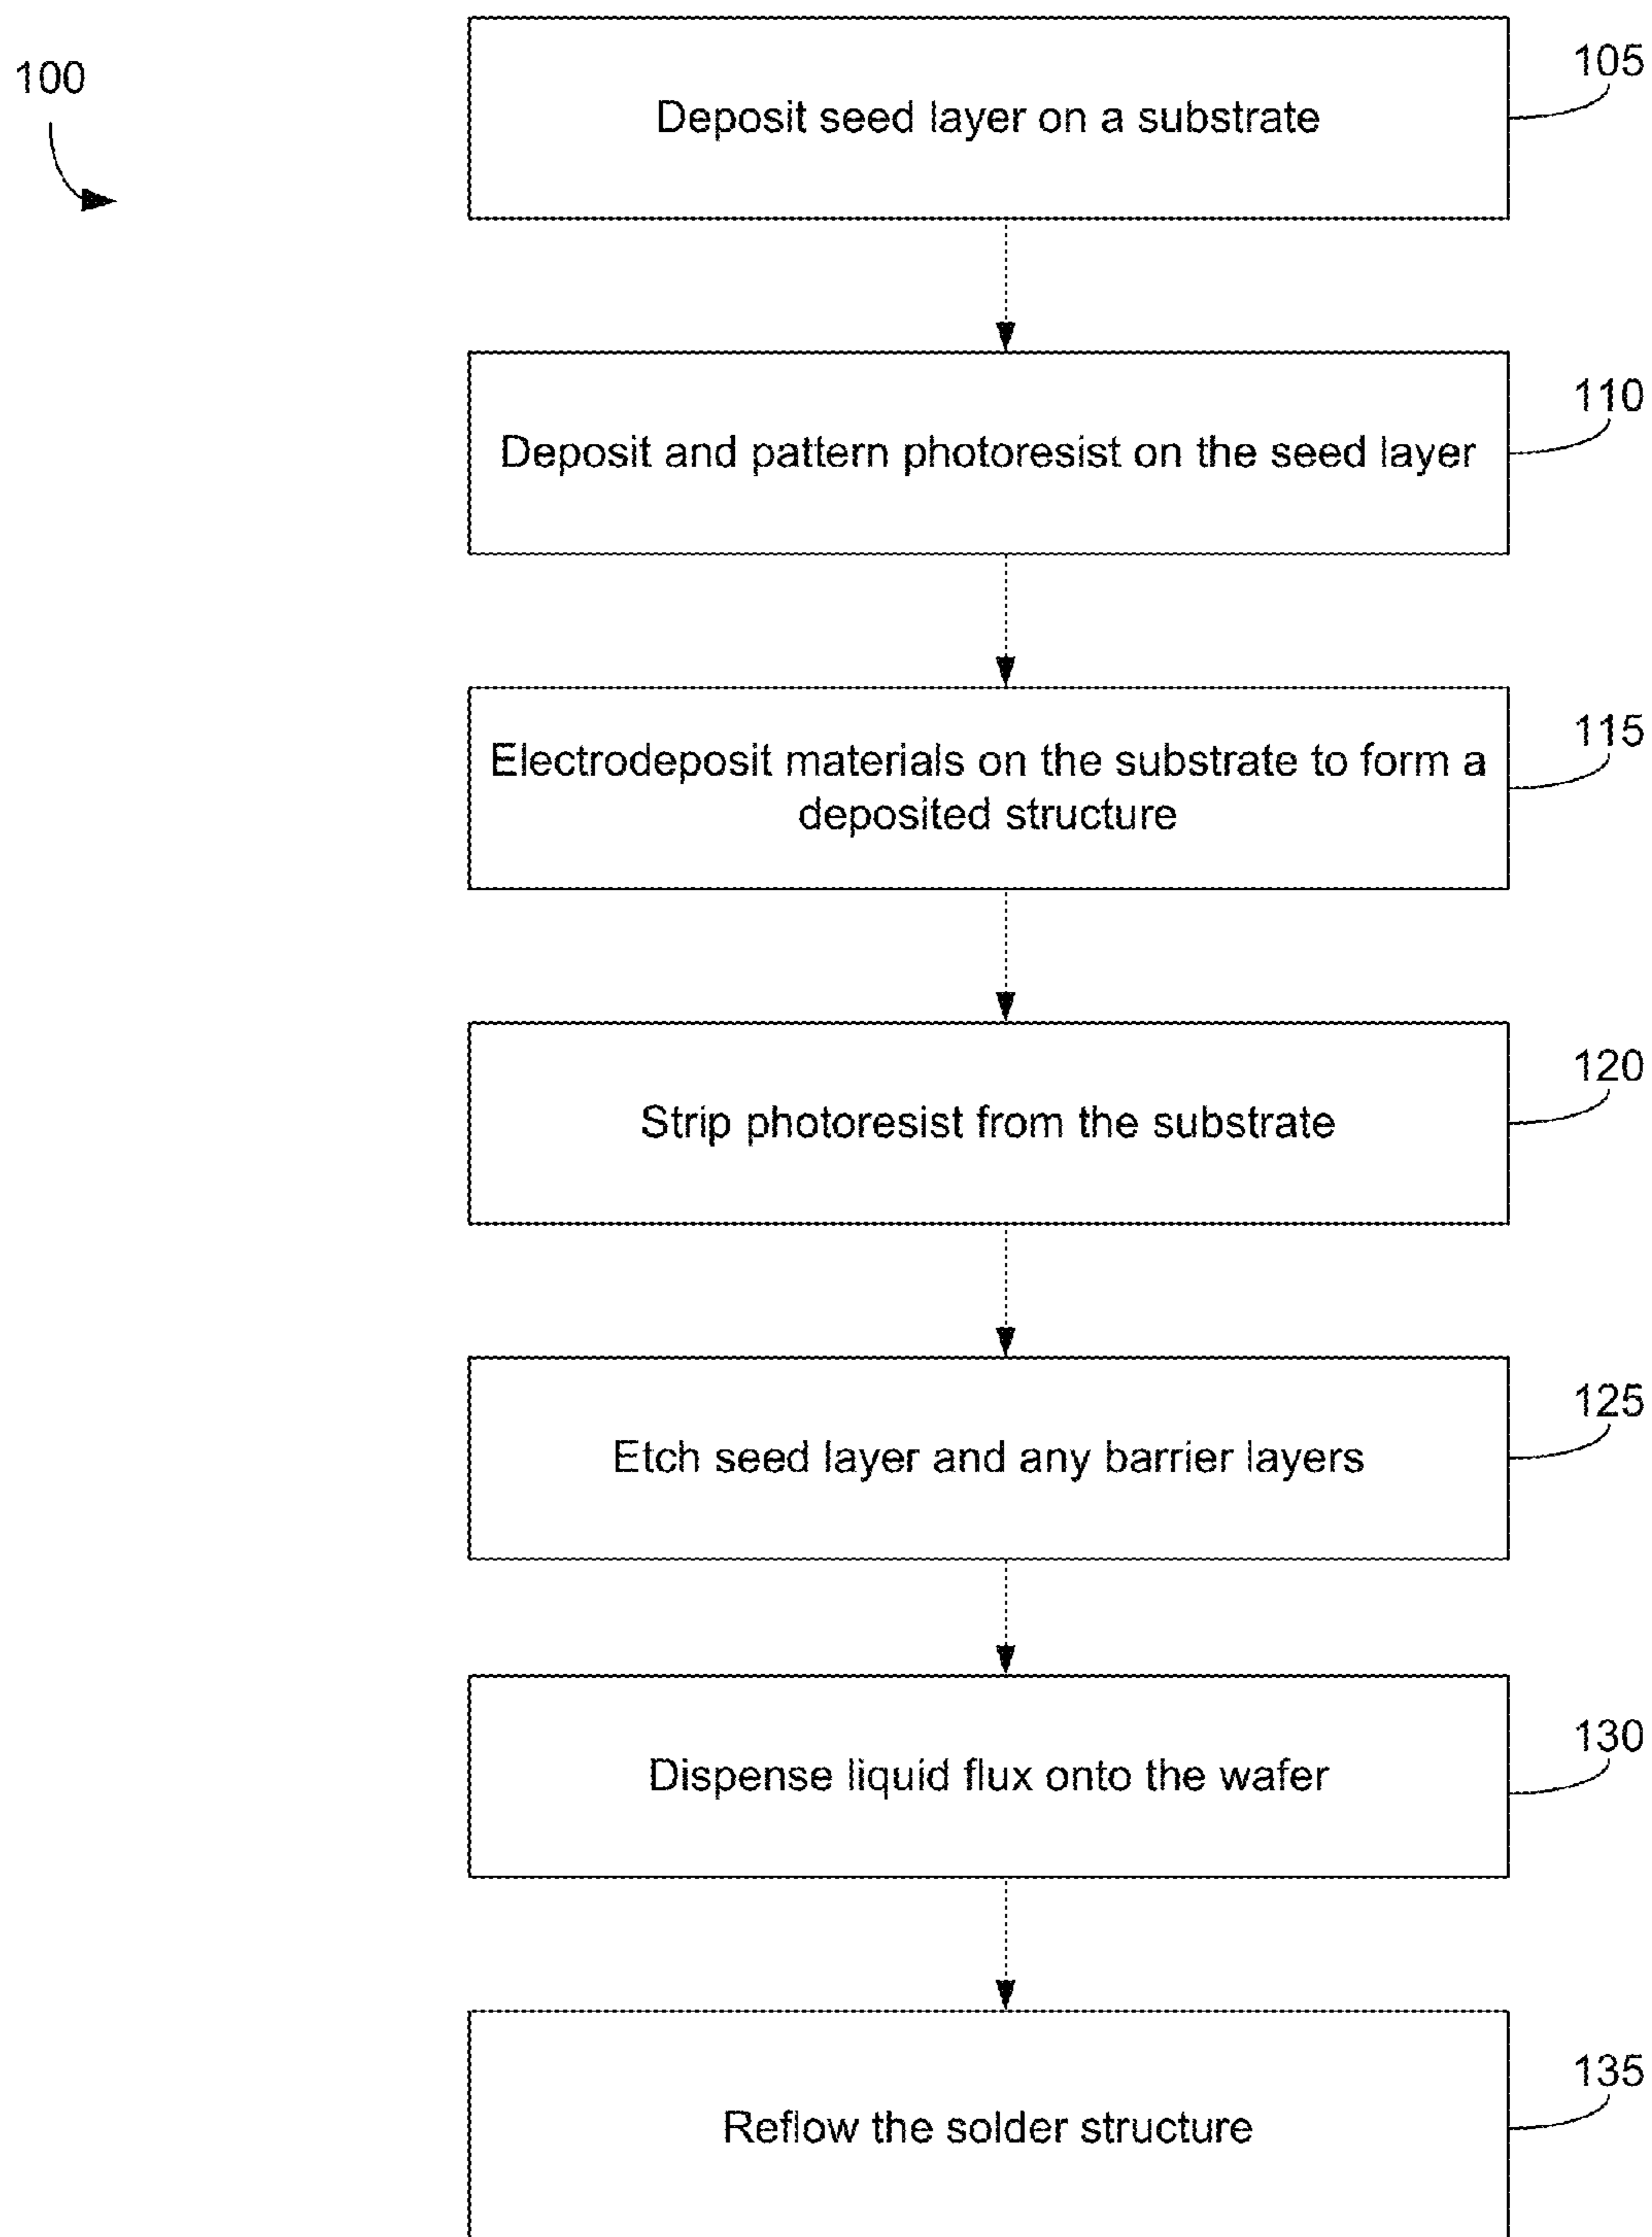 100
105
Deposit seed layer on a substrate
110
Deposit and pattern photoresist on the seed layer
115
Electrodeposit materials on the substrate to form a
deposited structure
120
Strip photoresist from the substrate
125
Etch seed layer and any barrier layers
130
Dispense liquid flux onto the wafer
135
Reflow the solder structure